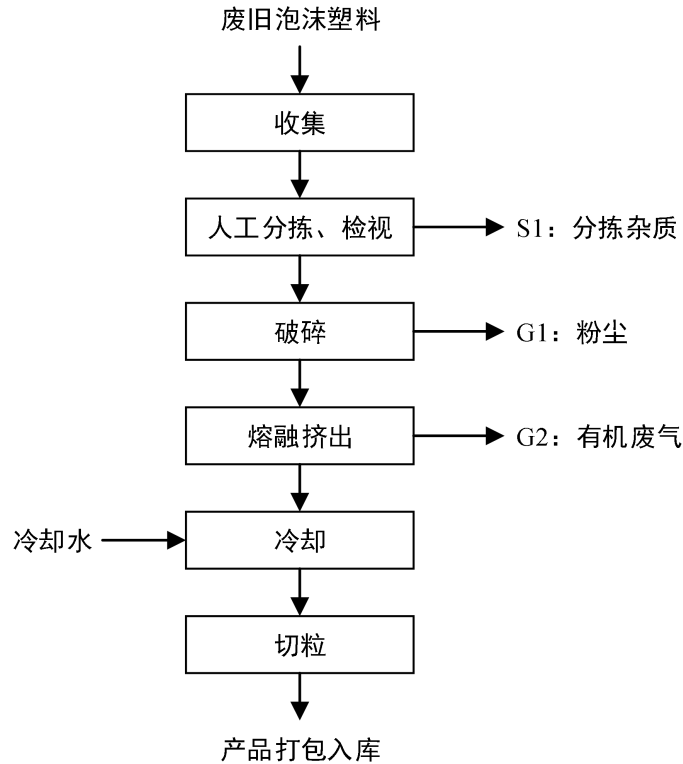 废旧泡沫塑料
收集
人工分拣、检视
S1：分拣杂质
破碎
G1：粉尘
熔融挤出
G2：有机废气
冷却水
冷却
切粒
产品打包入库